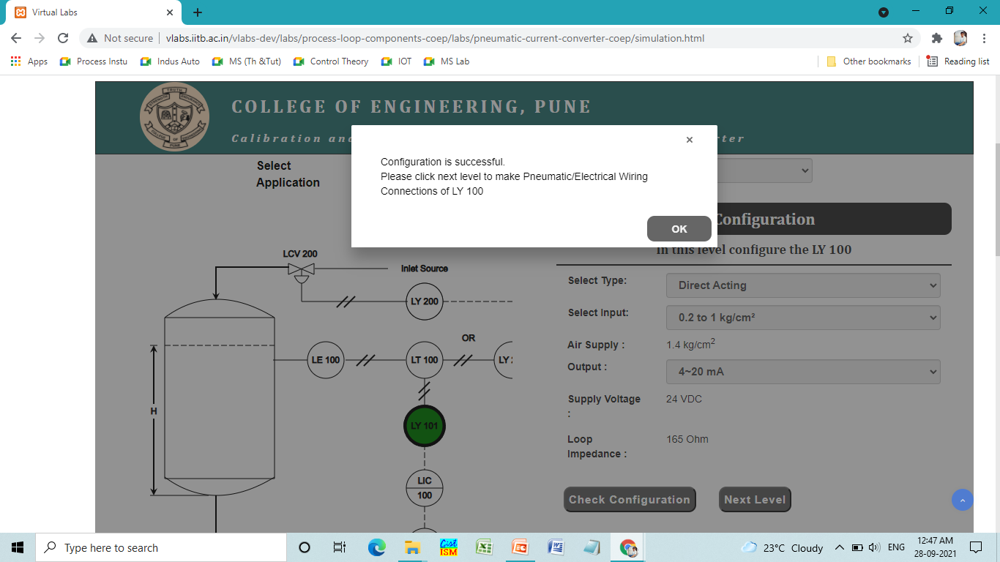 Virtual Labs
Not secure
vlabs.iitb.ac.in/vlabs-dev/labs/process-loop-components-coep/labs/pneumatic-current-converter-coep/simulation.html
Apps
Process Instu
Indus Auto
MS (Th &Tut)
Control Theory
IOT
MS Lab
Other bookmarks
Reading list
COLLEGE OF ENGINEERING, PUNE
Calibration an
ter
Select
Application
Configuration is successful.
Please click next level to make Pneumatic/Electrical Wiring
Connections of LY 100
OK
Configuration
In this level configure the LY 100
LCV 200
Inlet Source
LY 200
OR
LE 100
LT 100
LY
H
LY 101
LIC
100
Select Type:
Direct Acting
Select Input:
0.2 to 1 kg/cm²
Air Supply :
1.4 kg/cm2
Output :
4~20 mA
Supply Voltage
:
24 VDC
Loop
Impedance :
165 Ohm
Check Configuration
Next Level
Type here to search
Cist
ISM
23°C Cloudy
ENG
12:47 AM
28-09-2021